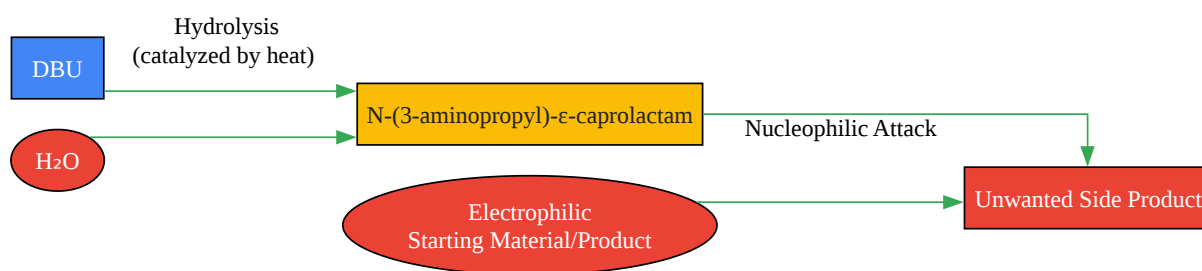 Hydrolysis
(catalyzed by heat)
DBU
N-(3-aminopropyl)-ε-caprolactam
Nucleophilic Attack
H₂O
Unwanted Side Product
Electrophilic
Starting Material/Product